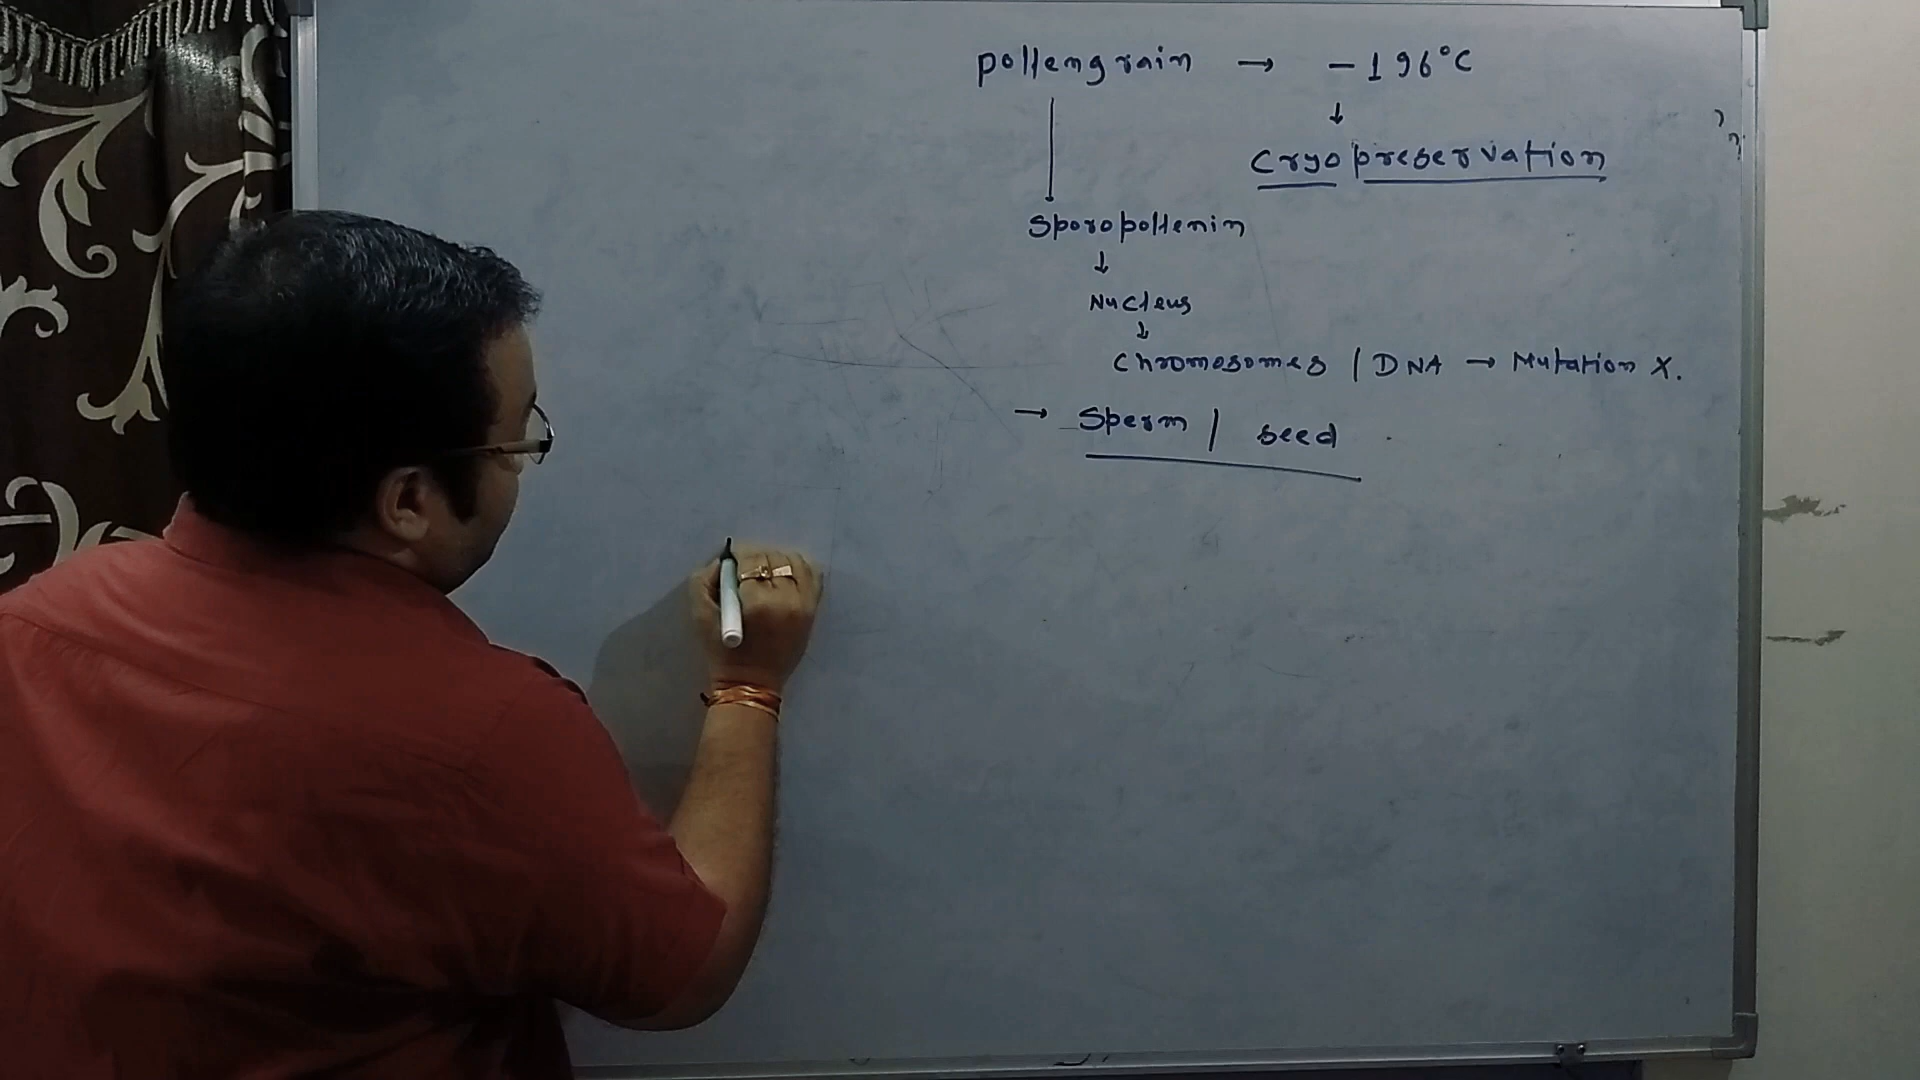 pollengrain → -196°C
↓
Cryopreservation
Sporopollenin
↓
Nucleus
↓
Chromosomes / DNA → Mutation X.
→ Sperm / seed